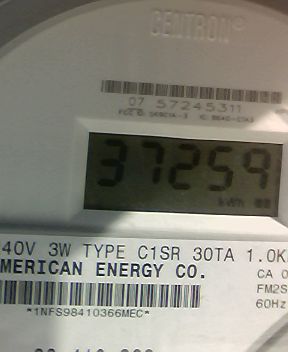 CENTRON®
07 57245311
37259
kWh
40V 3W TYPE C1SR 30TA 1.0K
MERICAN ENERGY CO.
CA 0
FM2S
60Hz
*1NFS98410366MEC*